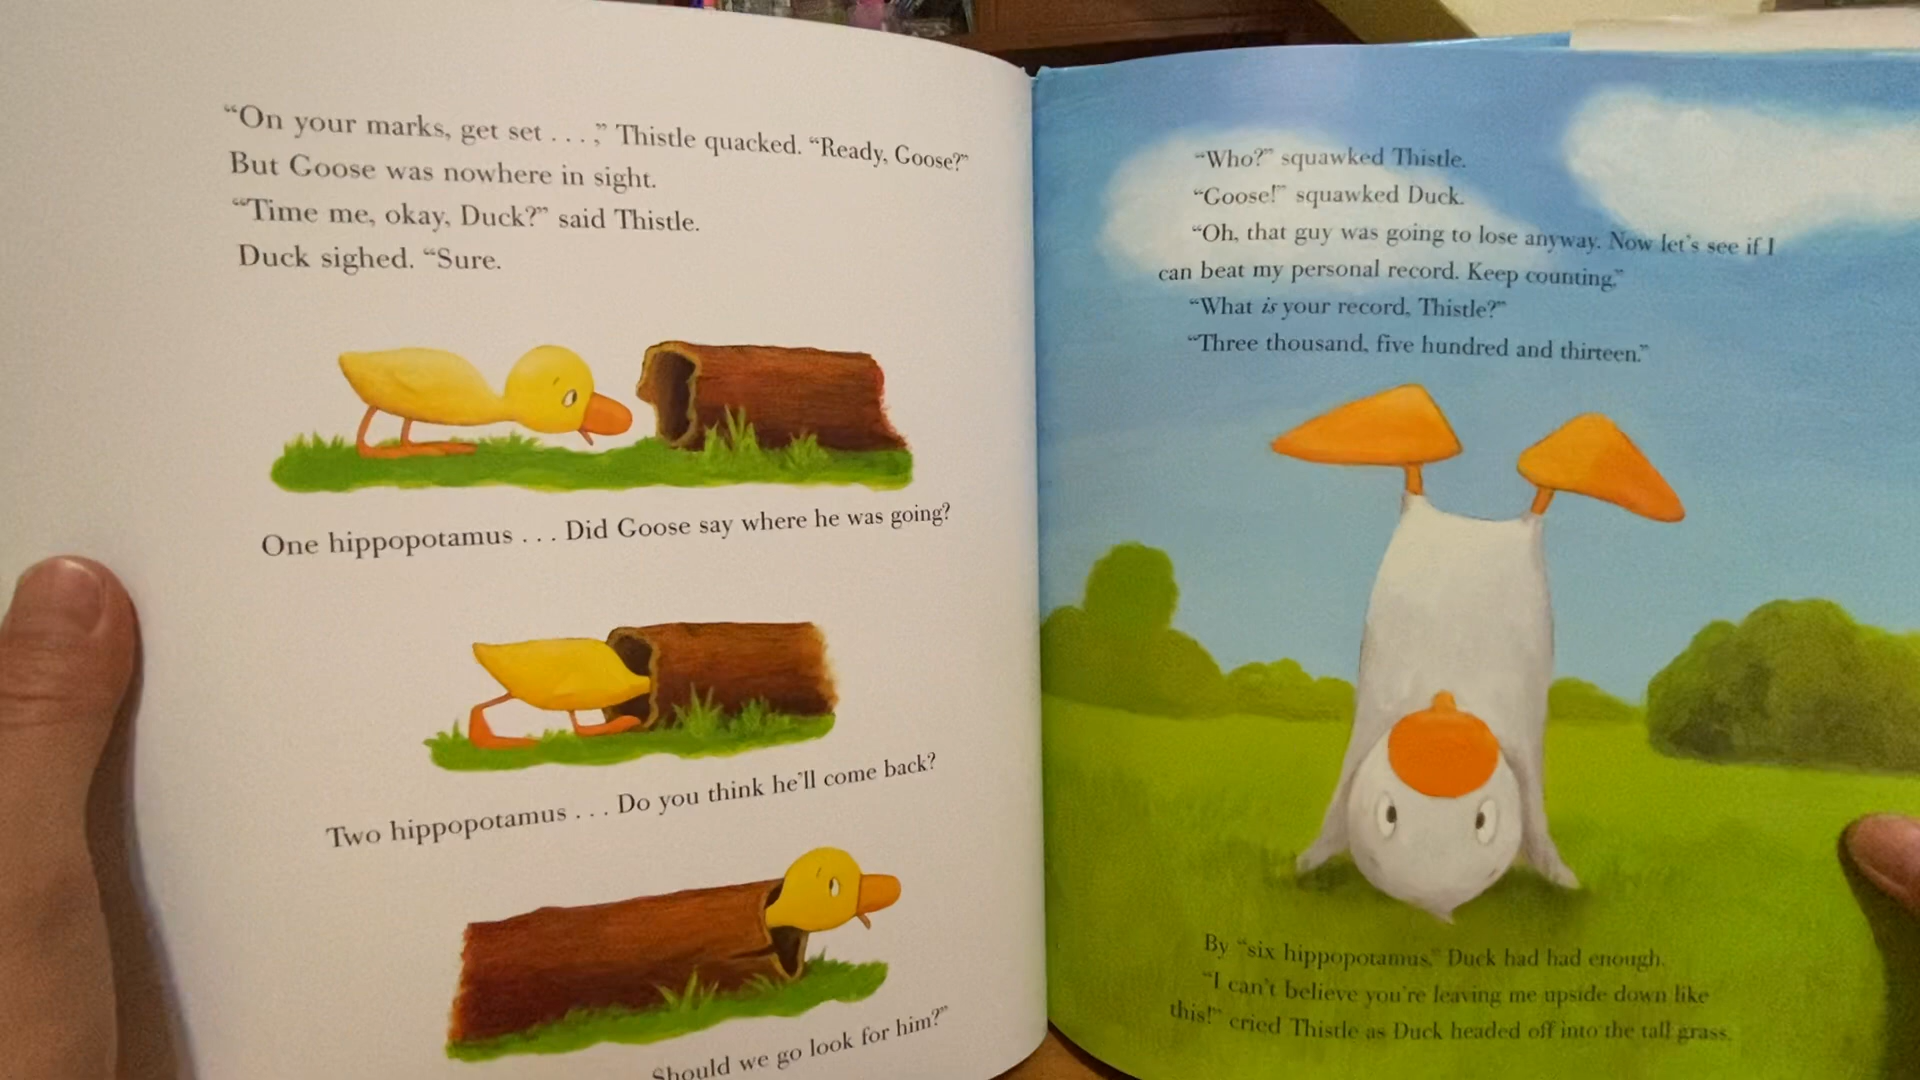 “On your marks, get set . . . ,” Thistle quacked. “Ready, Goose?”
But Goose was nowhere in sight.
“Time me, okay, Duck?” said Thistle.
Duck sighed. “Sure.
One hippopotamus . . . Did Goose say where he was going?
Two hippopotamus . . . Do you think he’ll come back?
Should we go look for him?”
“Who?” squawked Thistle.
“Goose!” squawked Duck.
“Oh, that guy was going to lose anyway. Now let’s see if I
can beat my personal record. Keep counting.”
“What is your record, Thistle?”
“Three thousand, five hundred and thirteen.”
By “six hippopotamus,” Duck had had enough.
“I can’t believe you’re leaving me upside down like
this!” cried Thistle as Duck headed off into the tall grass.